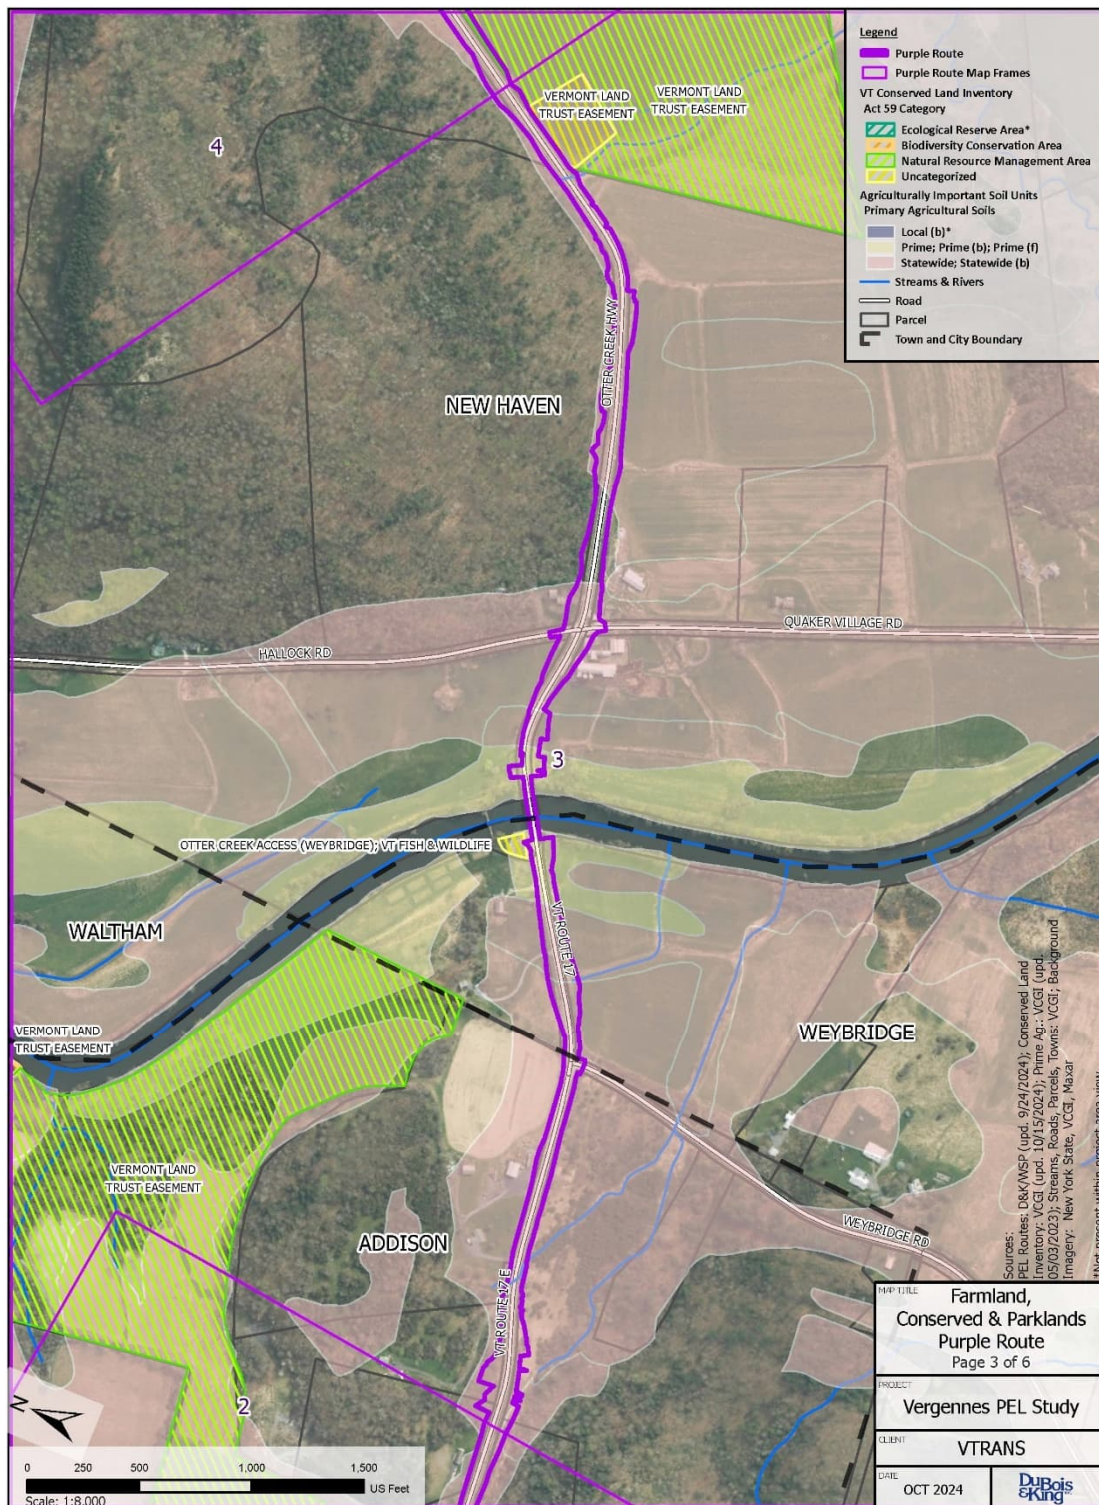 Legend
Purple Route
Purple Route Map Frames
VT Conserved Land Inventory
Act 59 Category
Ecological Reserve Area*
Biodiversity Conservation Area
Natural Resource Management Area
Uncategorized
Agriculturally Important Soil Units
Primary Agricultural Soils
Local (b)*
Prime; Prime (b); Prime (f)
Statewide; Statewide (b)
Streams & Rivers
Road
Parcel
Town and City Boundary
VERMONT LAND
TRUST EASEMENT
VERMONT LAND
TRUST EASEMENT
4
OTTER CREEK HWY
NEW HAVEN
QUAKER VILLAGE RD
HALLOCK RD
3
OTTER CREEK ACCESS (WEYBRIDGE); VT FISH & WILDLIFE
WALTHAM
VT ROUTE 17
VERMONT LAND
TRUST EASEMENT
WEYBRIDGE
VERMONT LAND
TRUST EASEMENT
ADDISON
WEYBRIDGE RD
VT ROUTE 17 E
2
Sources:
PEL Routes: D&K/WSP (upd. 9/24/2024); Conserved Land
Inventory: VCGI (upd. 10/15/2024); Prime Ag.: VCGI (upd.
05/03/2023); Streams, Roads, Parcels, Towns: VCGI; Background
Imagery: New York State, VCGI, Maxar
*Not present within project area view
N
0 250 500 1,000 1,500
US Feet
Scale: 1:8,000
MAP TITLE
Farmland,
Conserved & Parklands
Purple Route
Page 3 of 6
PROJECT
Vergennes PEL Study
CLIENT
VTRANS
DATE
OCT 2024
DuBois
&King